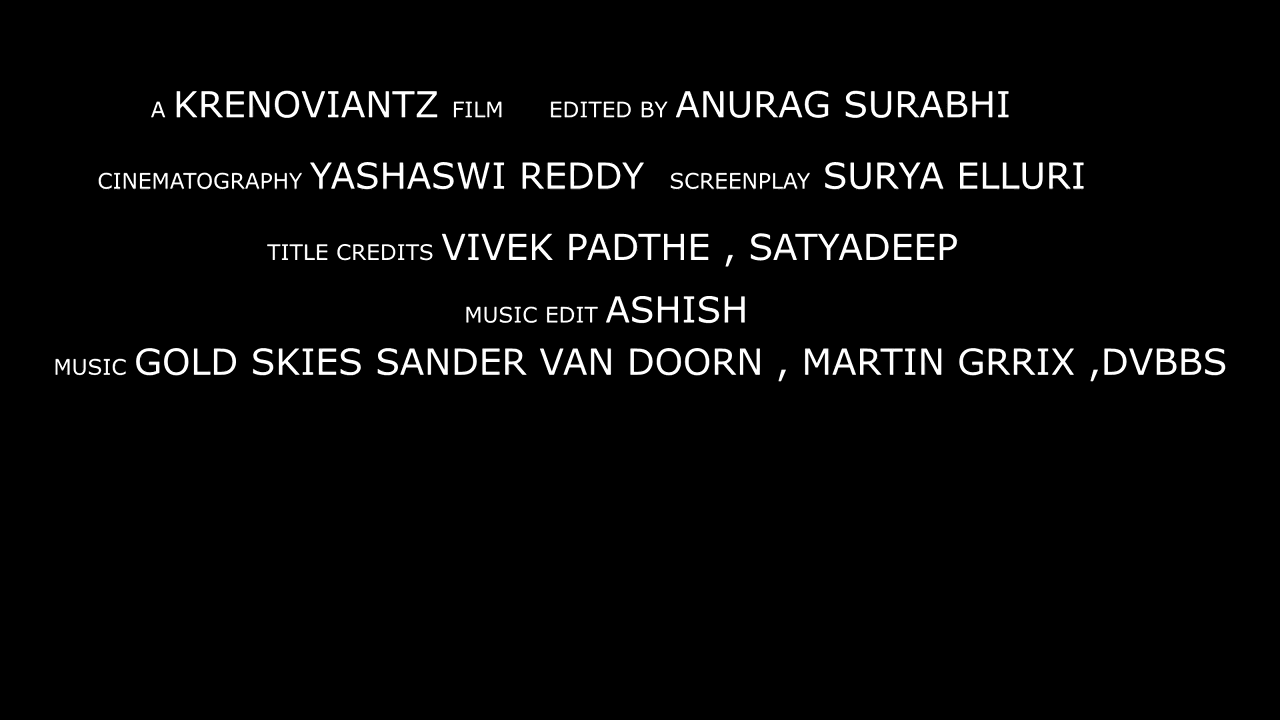 A KRENOVIANTZ FILM EDITED BY ANURAG SURABHI
CINEMATOGRAPHY YASHASWI REDDY SCREENPLAY SURYA ELLURI
TITLE CREDITS VIVEK PADTHE , SATYADEEP
MUSIC EDIT ASHISH
MUSIC GOLD SKIES SANDER VAN DOORN , MARTIN GRRIX ,DVBBS